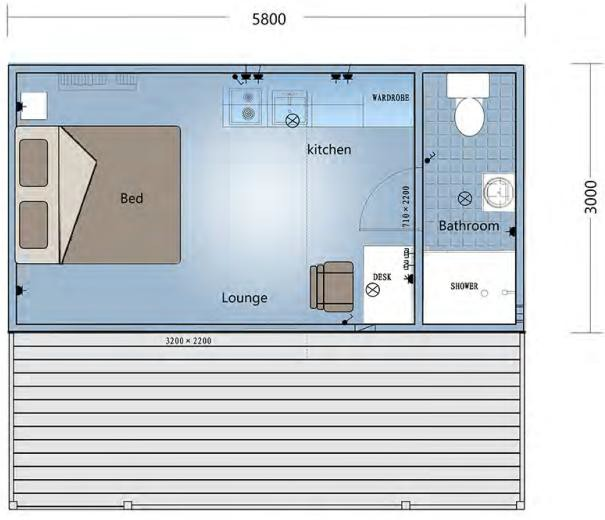 5800
WARDROBE
kitchen
Bed
710×2200
3000
Bathroom
DESK
SHOWER
Lounge
3200×2200